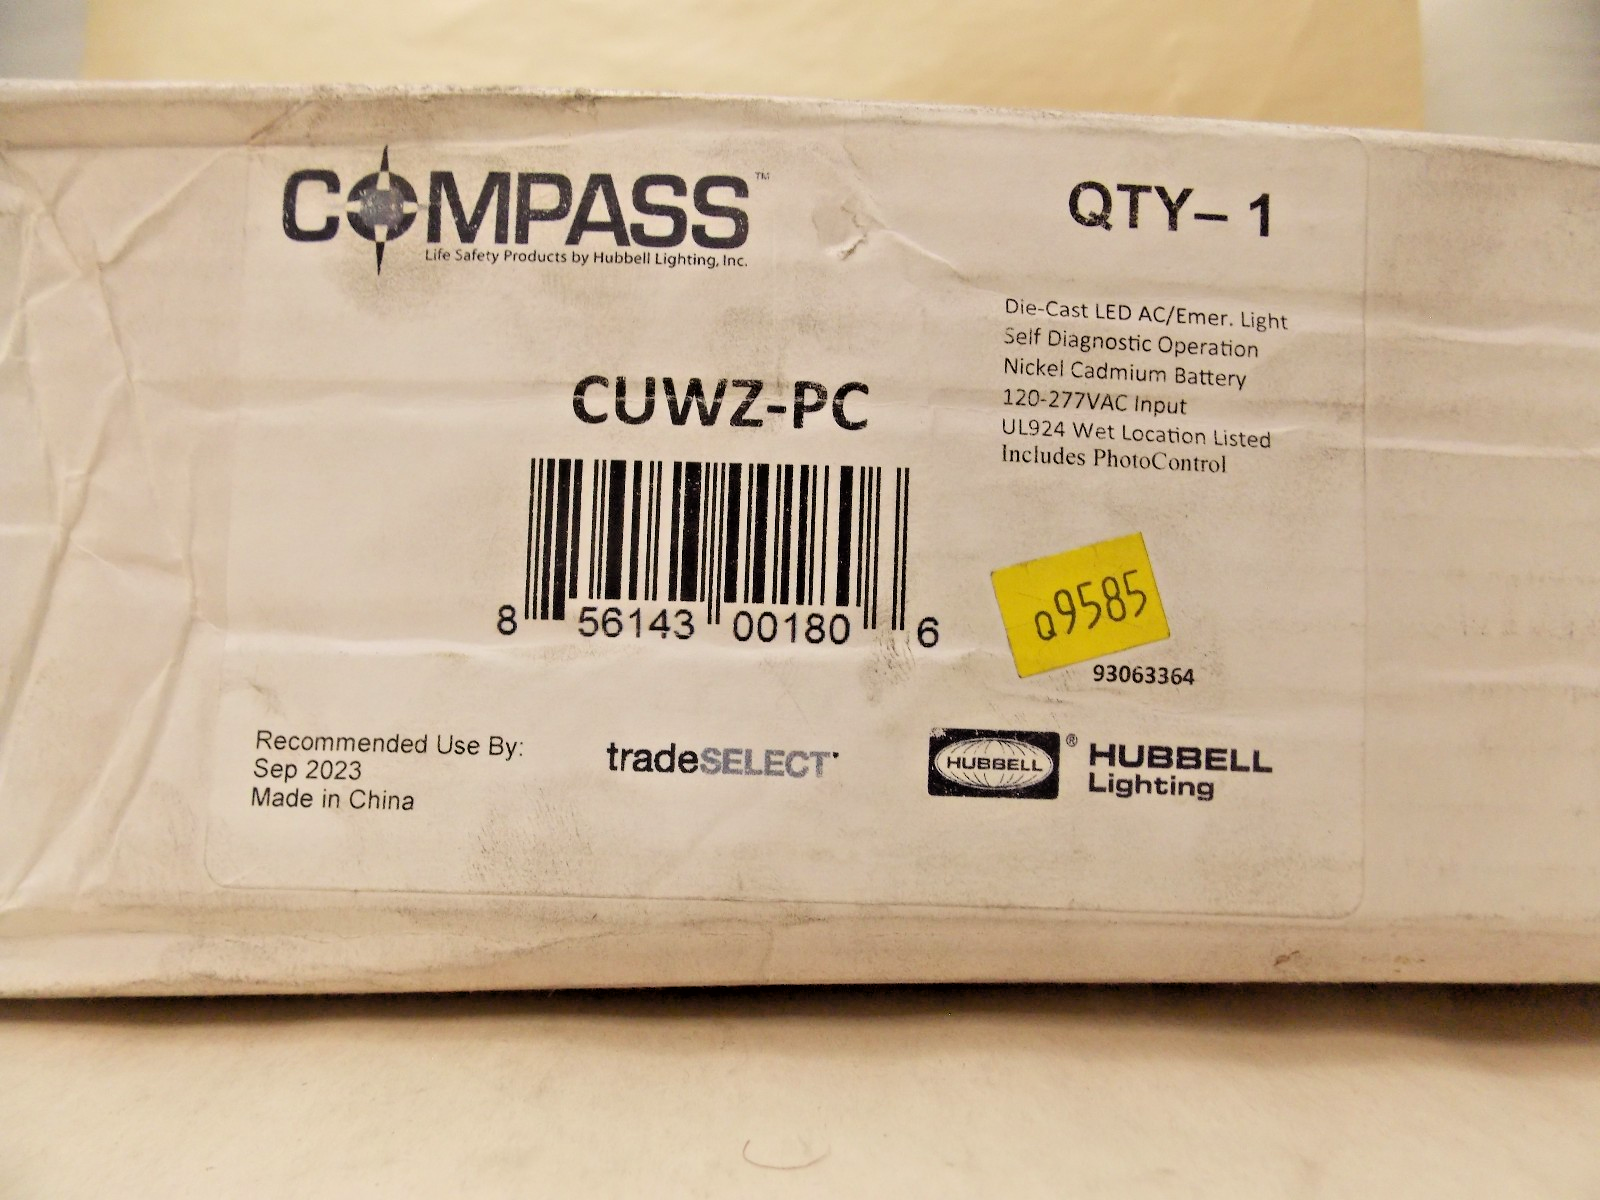 COMPASS™
Life Safety Products by Hubbell Lighting, Inc.
QTY– 1
Die-Cast LED AC/Emer. Light
Self Diagnostic Operation
Nickel Cadmium Battery
120-277VAC Input
UL924 Wet Location Listed
Includes PhotoControl
CUWZ-PC
8 56143 00180 6
Q9585
93063364
Recommended Use By:
Sep 2023
Made in China
tradeSELECT
HUBBELL ®
HUBBELL
Lighting